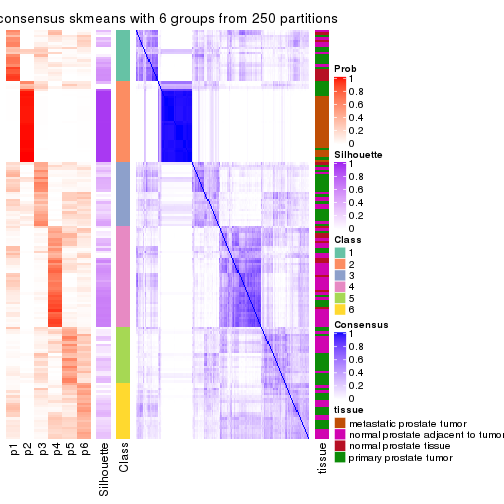 consensus skmeans with 6 groups from 250 partitions
Prob
1
0.8
0.6
0.4
0.2
0
Silhouette
1
0.8
0.6
0.4
0.2
0
Class
1
2
3
4
5
6
Consensus
1
0.8
0.6
0.4
0.2
0
tissue
metastatic prostate tumor
normal prostate adjacent to tumor
normal prostate tissue
primary prostate tumor
p1
p2
p3
p4
p5
p6
Silhouette
Class
tissue